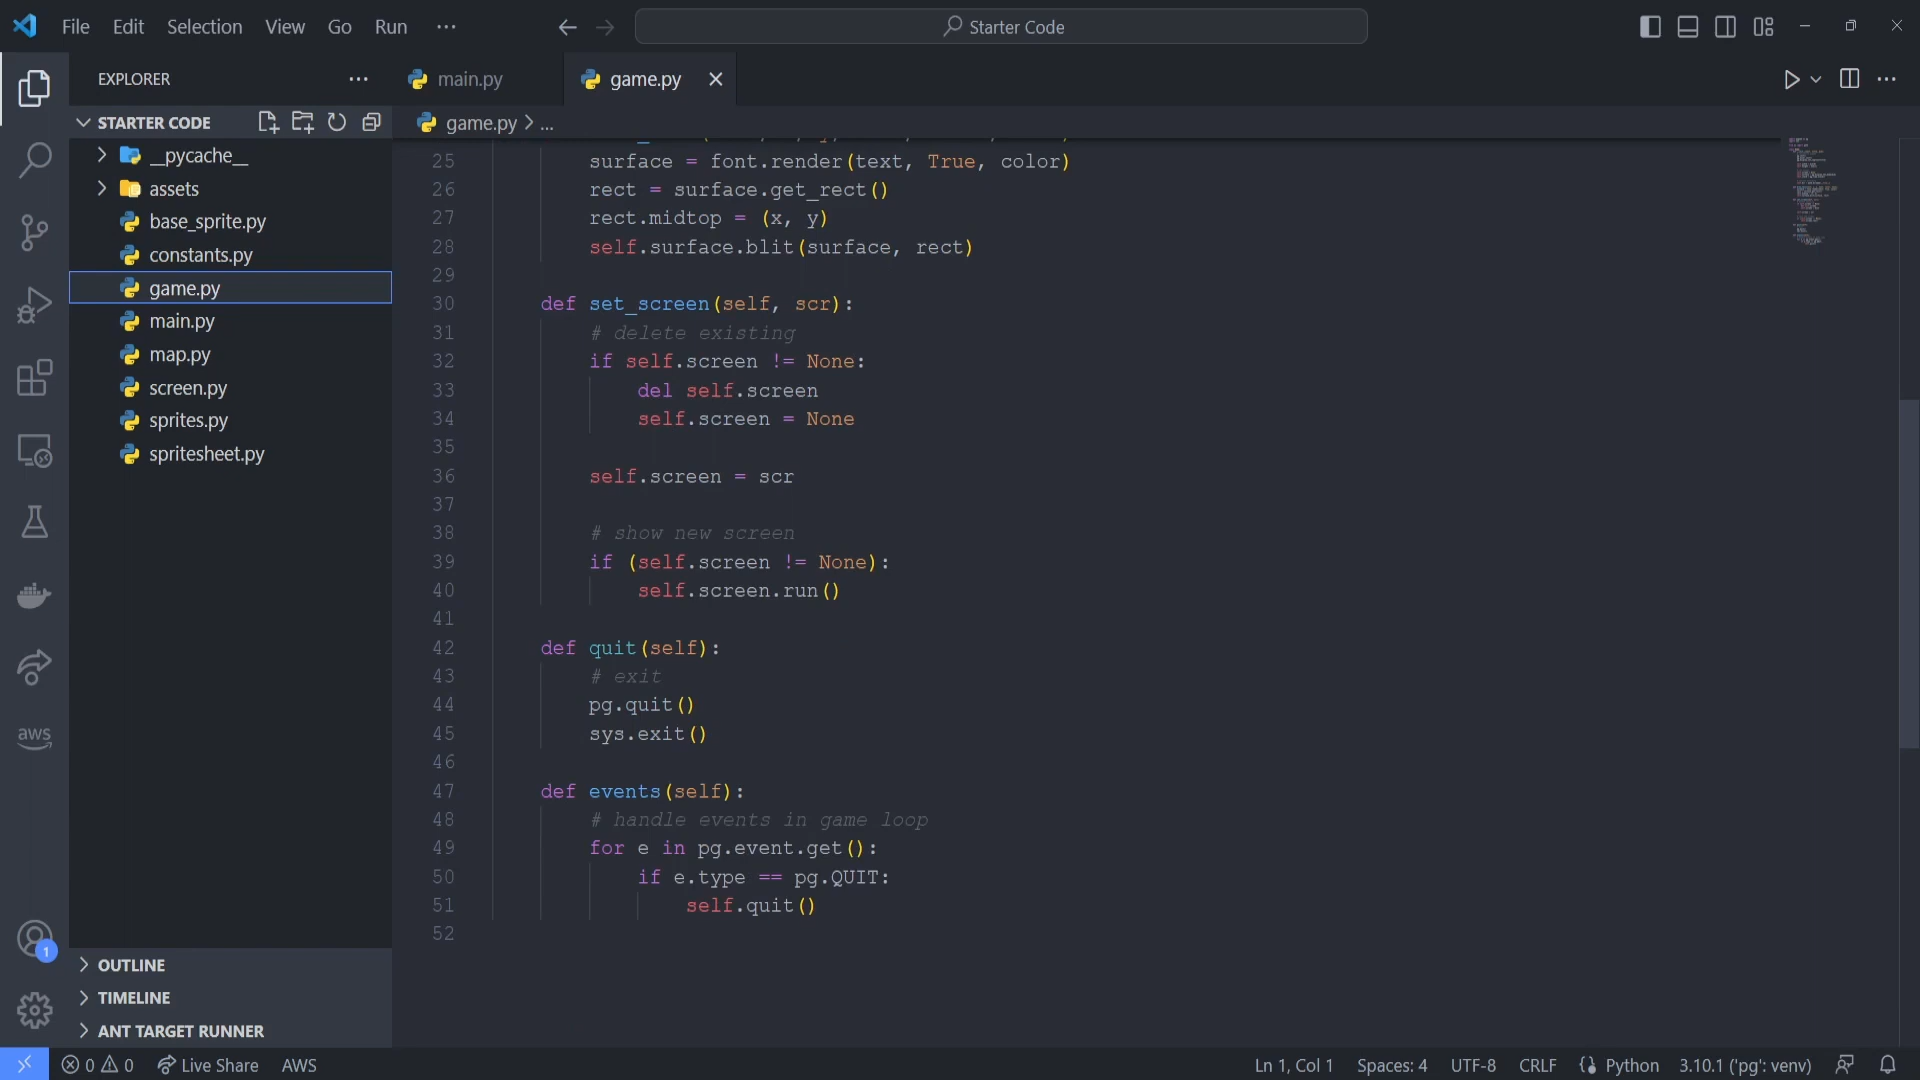 File Edit Selection View Go Run ···
Starter Code
EXPLORER ···
main.py
game.py
STARTER CODE
game.py > ...
__pycache__
assets
base_sprite.py
constants.py
game.py
main.py
map.py
screen.py
sprites.py
spritesheet.py
25 surface = font.render(text, True, color)
26 rect = surface.get_rect()
27 rect.midtop = (x, y)
28 self.surface.blit(surface, rect)
29
30 def set_screen(self, scr):
31 # delete existing
32 if self.screen != None:
33 del self.screen
34 self.screen = None
35
36 self.screen = scr
37
38 # show new screen
39 if (self.screen != None):
40 self.screen.run()
41
42 def quit(self):
43 # exit
44 pg.quit()
45 sys.exit()
46
47 def events(self):
48 # handle events in game loop
49 for e in pg.event.get():
50 if e.type == pg.QUIT:
51 self.quit()
52
aws
1
OUTLINE
TIMELINE
ANT TARGET RUNNER
0 0 Live Share AWS
Ln 1, Col 1 Spaces: 4 UTF-8 CRLF Python 3.10.1 ('pg': venv)